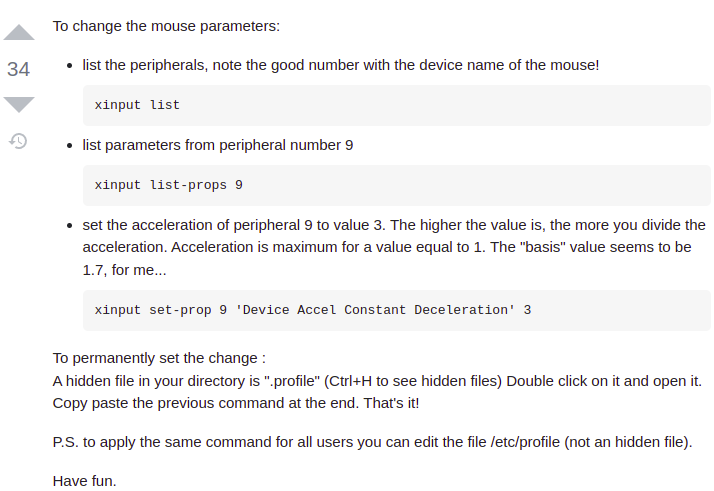 To change the mouse parameters:
34
list the peripherals, note the good number with the device name of the mouse!
xinput list
list parameters from peripheral number 9
xinput list-props 9
set the acceleration of peripheral 9 to value 3. The higher the value is, the more you divide the
acceleration. Acceleration is maximum for a value equal to 1. The "basis" value seems to be
1.7, for me...
xinput set-prop 9 'Device Accel Constant Deceleration' 3
To permanently set the change :
A hidden file in your directory is ".profile" (Ctrl+H to see hidden files) Double click on it and open it.
Copy paste the previous command at the end. That's it!
P.S. to apply the same command for all users you can edit the file /etc/profile (not an hidden file).
Have fun.